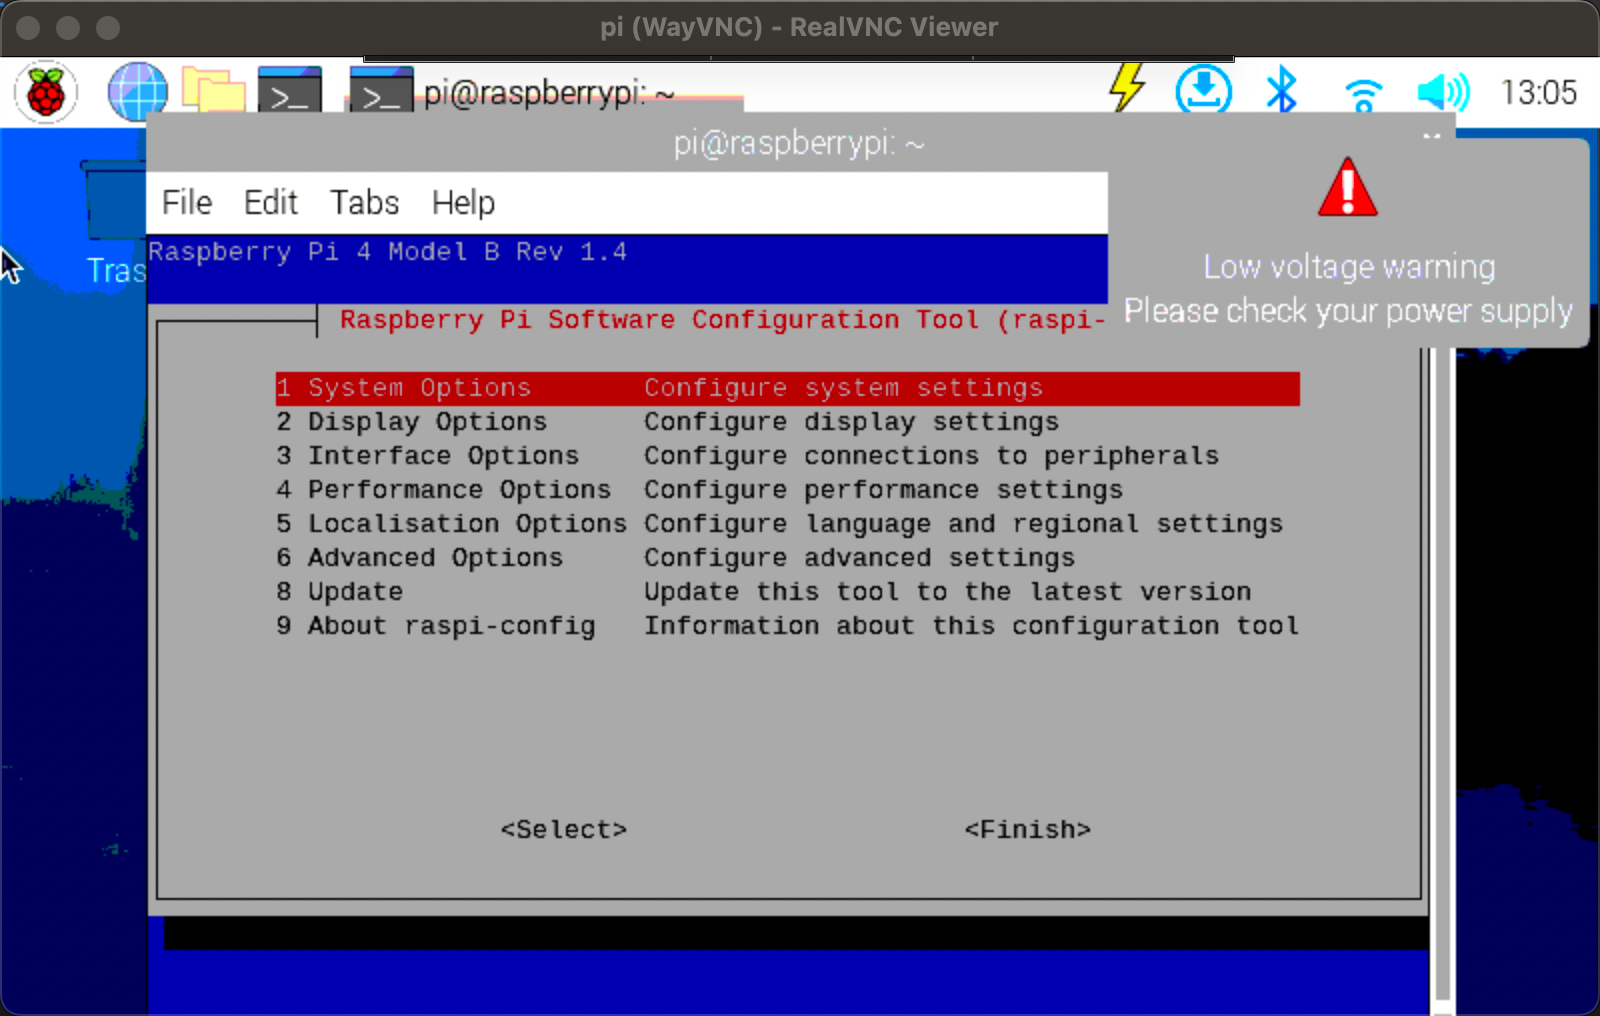 pi (WayVNC) - RealVNC Viewer
>_ >_ pi@raspberrypi: ~ 13:05
pi@raspberrypi: ~
File Edit Tabs Help
Low voltage warning
Please check your power supply
Tras
Raspberry Pi 4 Model B Rev 1.4
Raspberry Pi Software Configuration Tool (raspi-
1 System Options Configure system settings
2 Display Options Configure display settings
3 Interface Options Configure connections to peripherals
4 Performance Options Configure performance settings
5 Localisation Options Configure language and regional settings
6 Advanced Options Configure advanced settings
8 Update Update this tool to the latest version
9 About raspi-config Information about this configuration tool
<Select> <Finish>